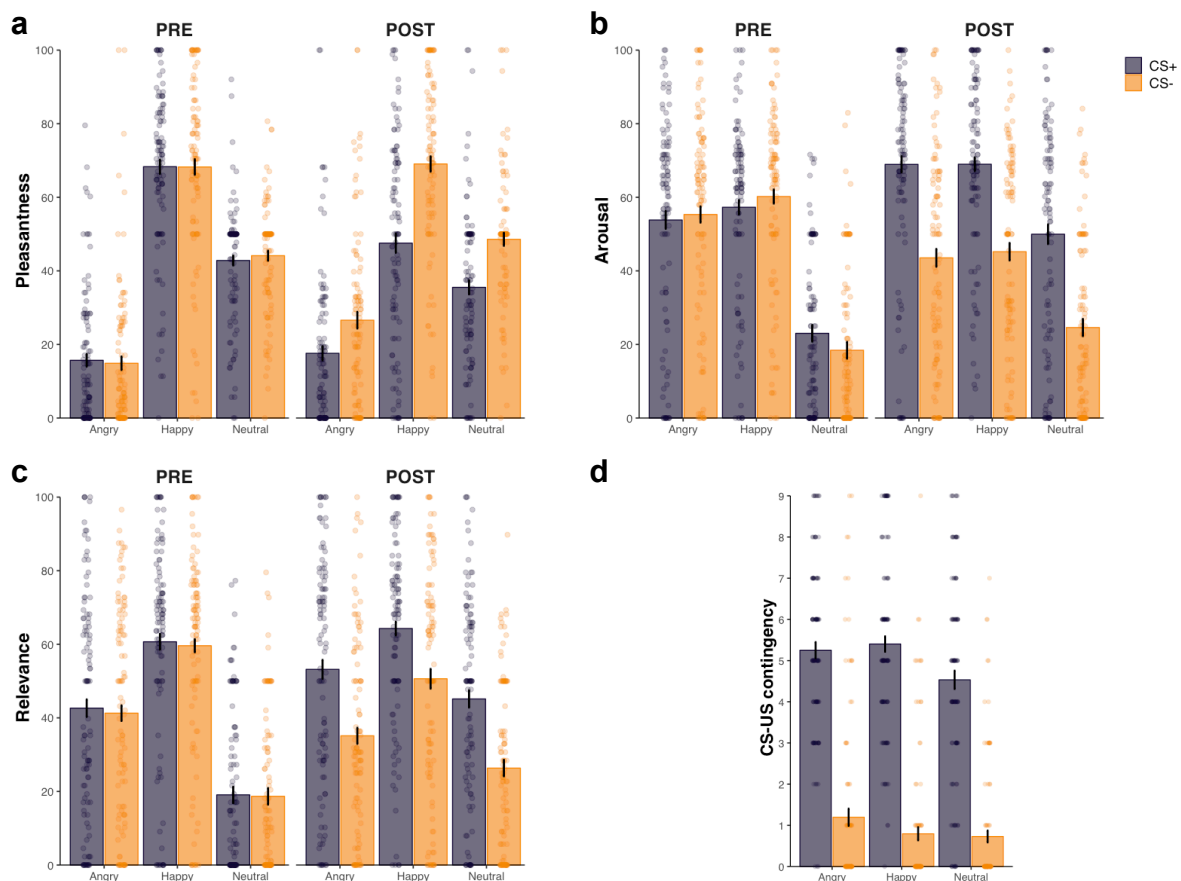 a
PRE
POST
Pleasantness
100
80
60
40
20
0
Angry
Happy
Neutral
Angry
Happy
Neutral
b
PRE
POST
Arousal
100
80
60
40
20
0
Angry
Happy
Neutral
Angry
Happy
Neutral
CS+
CS-
c
PRE
POST
Relevance
100
80
60
40
20
0
Angry
Happy
Neutral
Angry
Happy
Neutral
d
CS-US contingency
9
8
7
6
5
4
3
2
1
0
Angry
Happy
Neutral